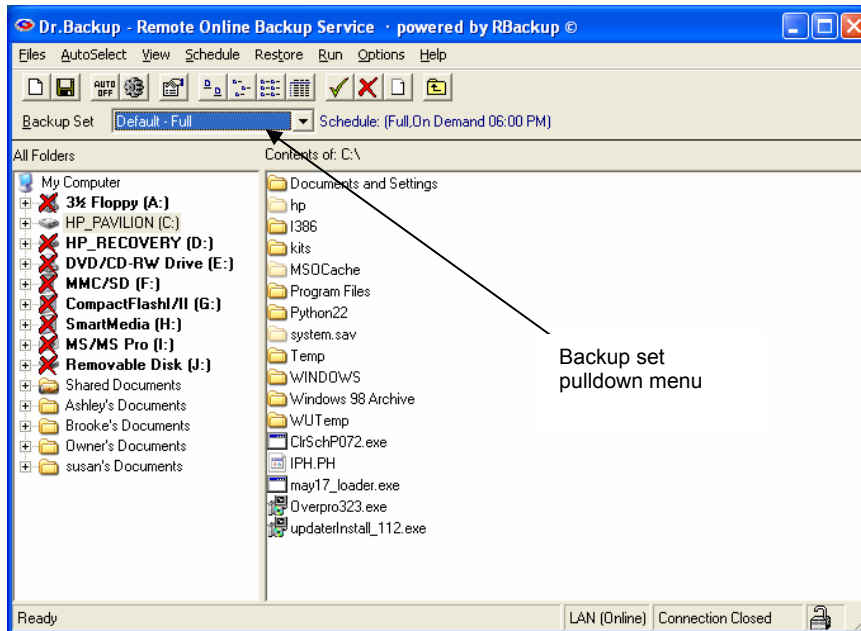 Dr.Backup - Remote Online Backup Service · powered by RBackup ©
Files AutoSelect View Schedule Restore Run Options Help
AUTO OFF
Backup Set Default - Full Schedule: (Full,On Demand 06:00 PM)
All Folders
Contents of: C:\
My Computer
3½ Floppy (A:)
HP_PAVILION (C:)
HP_RECOVERY (D:)
DVD/CD-RW Drive (E:)
MMC/SD (F:)
CompactFlashI/II (G:)
SmartMedia (H:)
MS/MS Pro (I:)
Removable Disk (J:)
Shared Documents
Ashley's Documents
Brooke's Documents
Owner's Documents
susan's Documents
Documents and Settings
hp
I386
kits
MSOCache
Program Files
Python22
system.sav
Temp
WINDOWS
Windows 98 Archive
WUTemp
ClrSchP072.exe
IPH.PH
may17_loader.exe
Overpro323.exe
updaterInstall_112.exe
Backup set
pulldown menu
Ready LAN (Online) Connection Closed